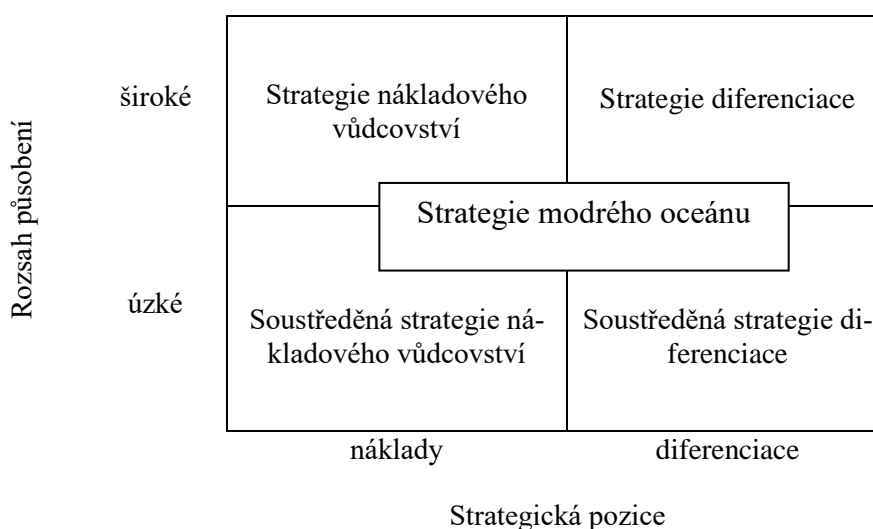 Rozsah působení
široké
Strategie nákladového
vůdcovství
Strategie diferenciace
Strategie modrého oceánu
úzké
Soustředěná strategie ná-
kladového vůdcovství
Soustředěná strategie di-
ferenciace
náklady
diferenciace
Strategická pozice